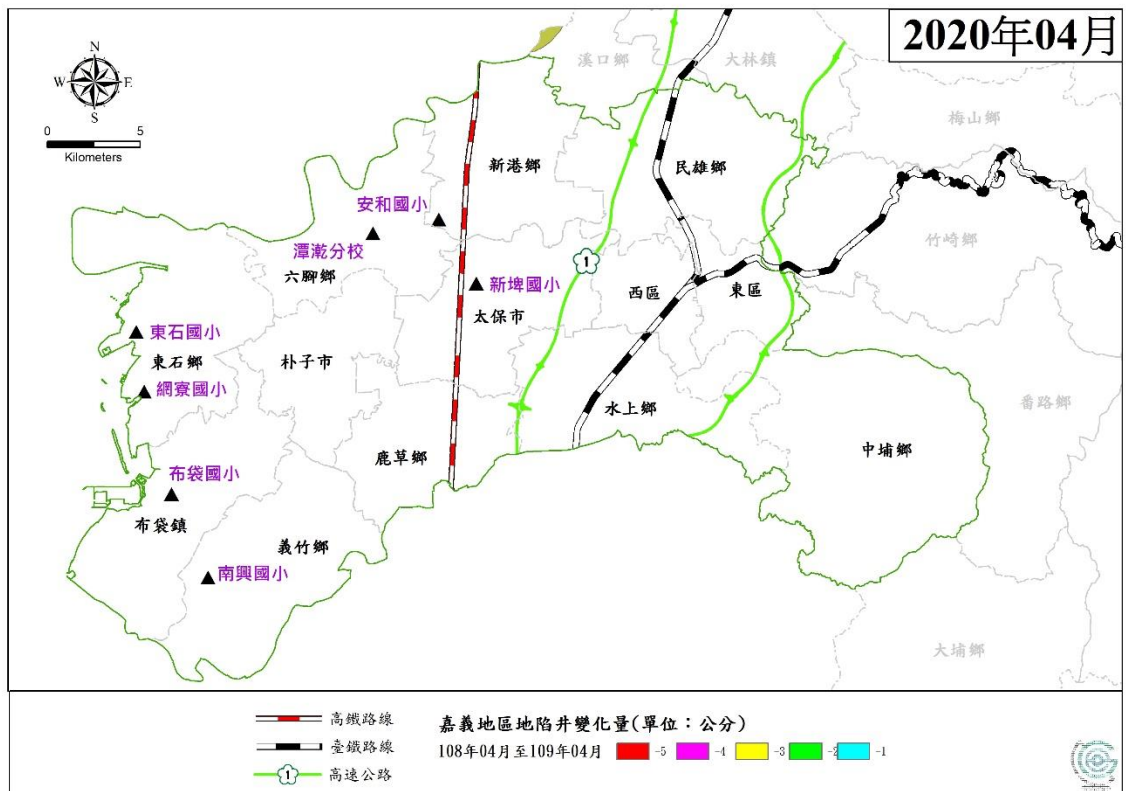 2020年04月
N
W E
S
0 5
Kilometers
溪口鄉
大林鎮
梅山鄉
新港鄉
民雄鄉
安和國小
潭漧分校
六腳鄉
竹崎鄉
1
新埤國小
西區
東區
太保市
東石國小
東石鄉
朴子市
網寮國小
水上鄉
番路鄉
鹿草鄉
中埔鄉
布袋國小
布袋鎮
義竹鄉
南興國小
大埔鄉
高鐵路線
臺鐵路線
1 高速公路
嘉義地區地陷井變化量(單位：公分)
108年04月至109年04月 -5 -4 -3 -2 -1